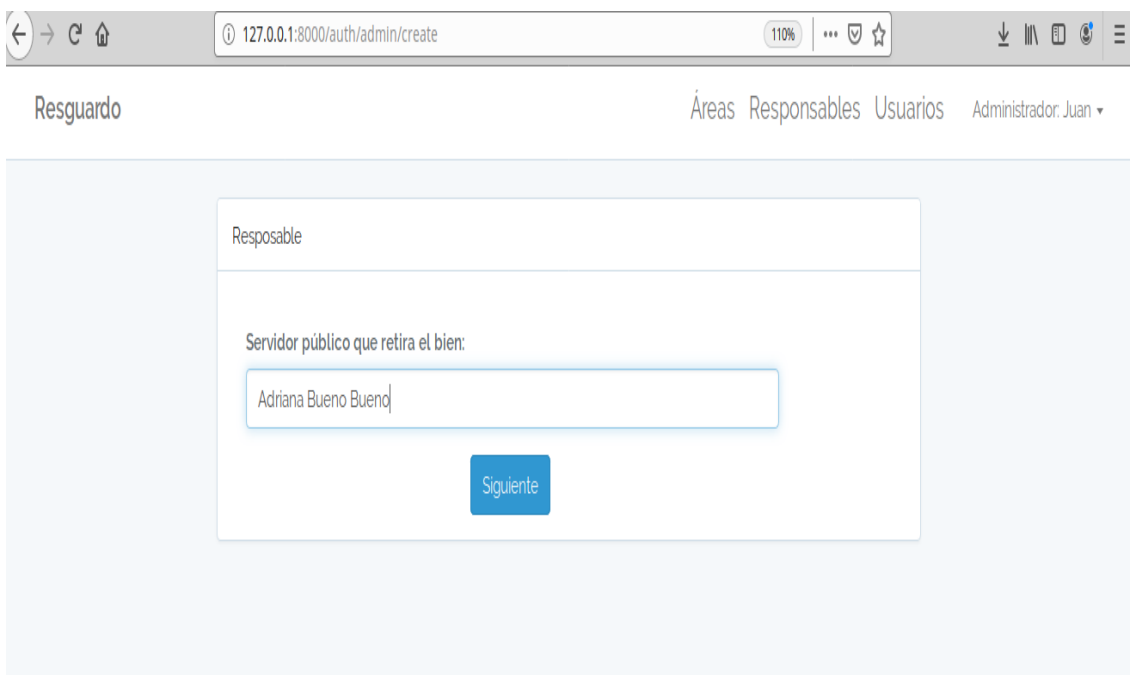 127.0.0.1:8000/auth/admin/create 110%
Resguardo Áreas Responsables Usuarios Administrador: Juan
Resposable
Servidor público que retira el bien:
Adriana Bueno Bueno
Siguiente